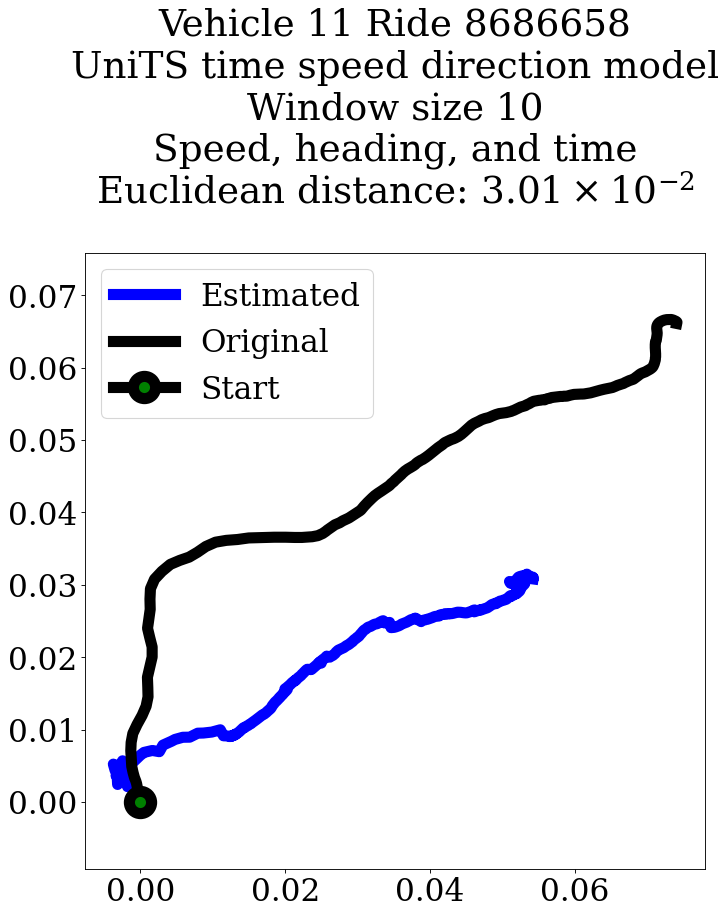 Vehicle 11 Ride 8686658
UniTS time speed direction model
Window size 10
Speed, heading, and time
Euclidean distance: 3.01 × 10⁻²
Estimated
Original
Start
0.07
0.06
0.05
0.04
0.03
0.02
0.01
0.00
0.00 0.02 0.04 0.06